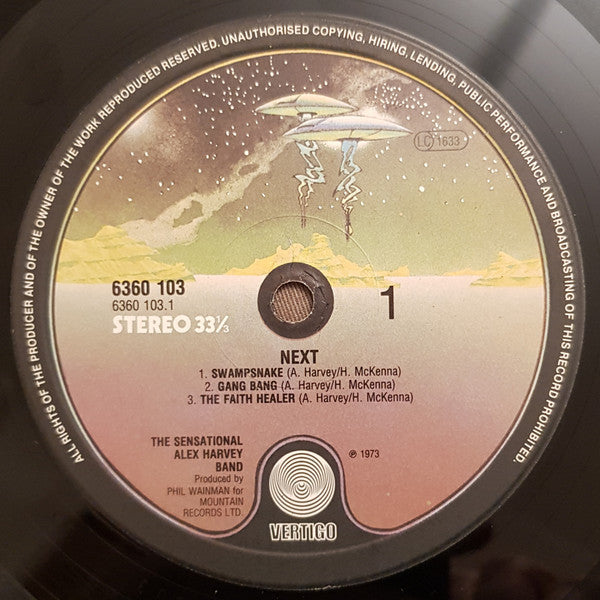 ALL RIGHTS OF THE PRODUCER AND OF THE OWNER OF THE WORK REPRODUCED RESERVED. UNAUTHORISED COPYING, HIRING, LENDING, PUBLIC PERFORMANCE AND BROADCASTING OF THIS RECORD PROHIBITED.
LC 1633
6360 103
6360 103.1
STEREO 33⅓
1
NEXT
1. SWAMPSNAKE (A. Harvey/H. McKenna)
2. GANG BANG (A. Harvey/H. McKenna)
3. THE FAITH HEALER (A. Harvey/H. McKenna)
THE SENSATIONAL
ALEX HARVEY
BAND
Produced by
PHIL WAINMAN for
MOUNTAIN
RECORDS LTD.
℗ 1973
VERTIGO